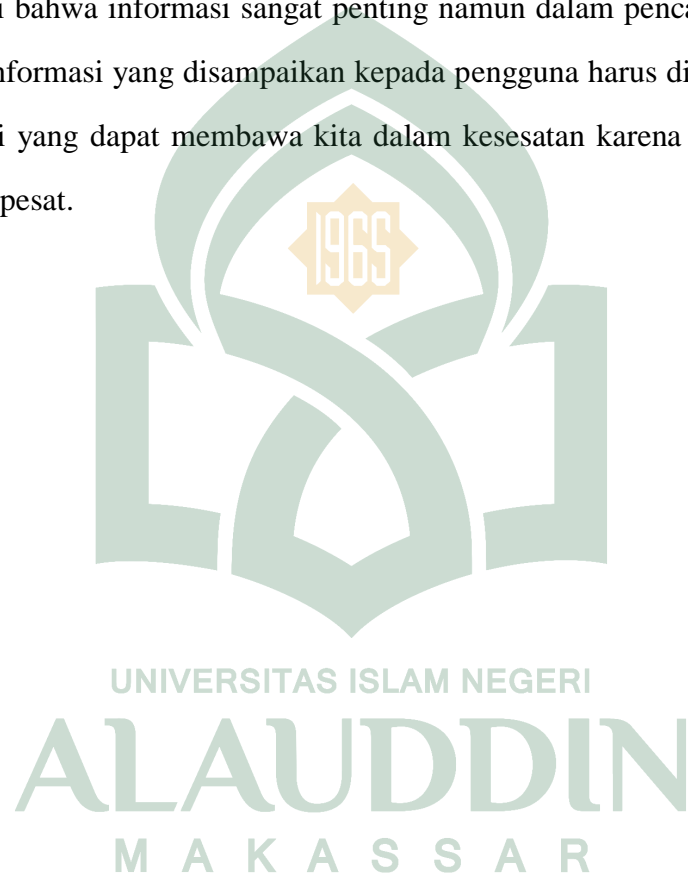 bahwa informasi sangat penting namun dalam penca
nformasi yang disampaikan kepada pengguna harus di
yang dapat membawa kita dalam kesesatan karena
pesat.
1965
UNIVERSITAS ISLAM NEGERI
ALAUDDIN
MAKASSAR